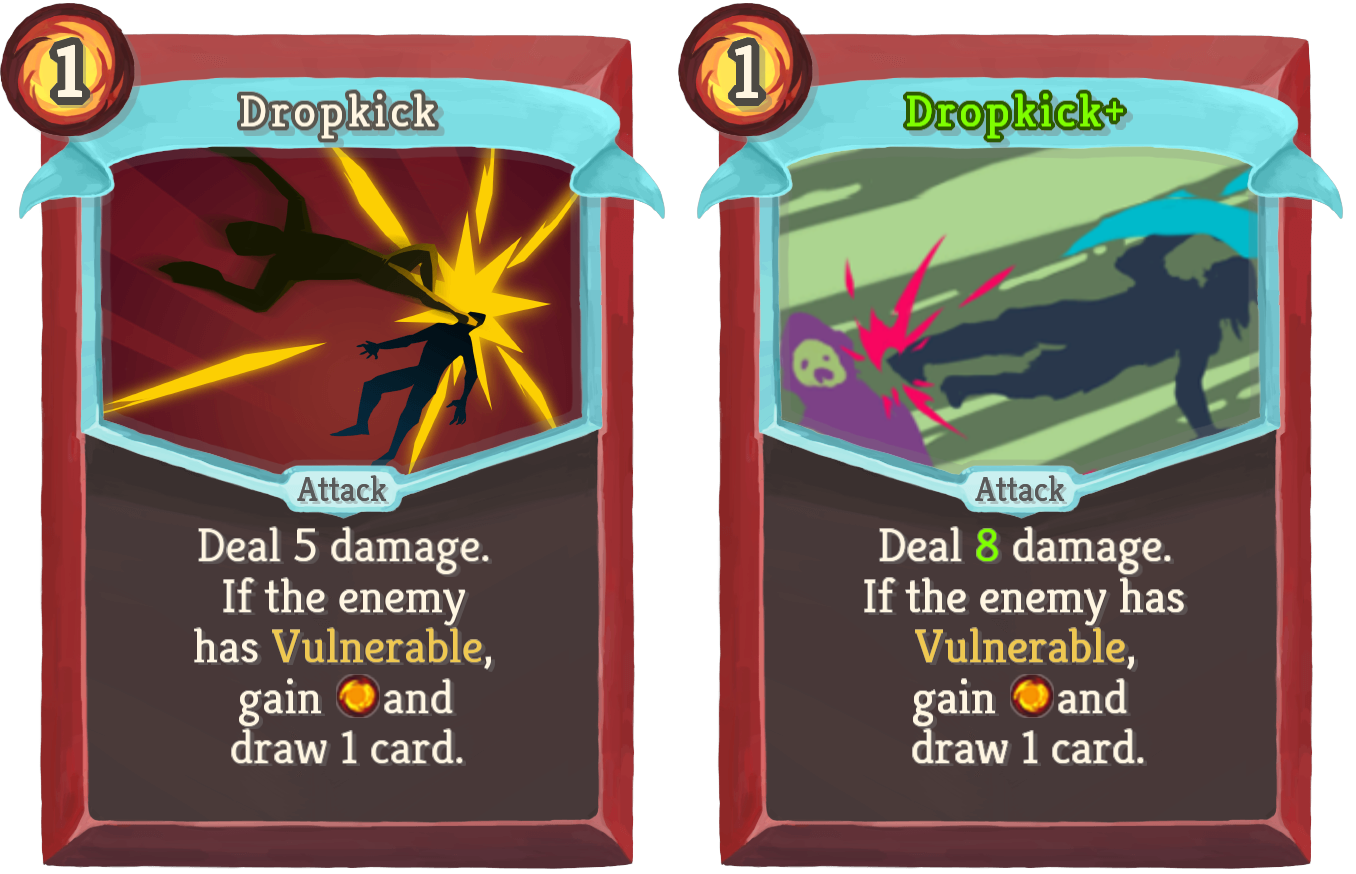 1
Dropkick
Attack
Deal 5 damage.
If the enemy
has Vulnerable,
gain and
draw 1 card.
1
Dropkick+
Attack
Deal 8 damage.
If the enemy has
Vulnerable,
gain and
draw 1 card.